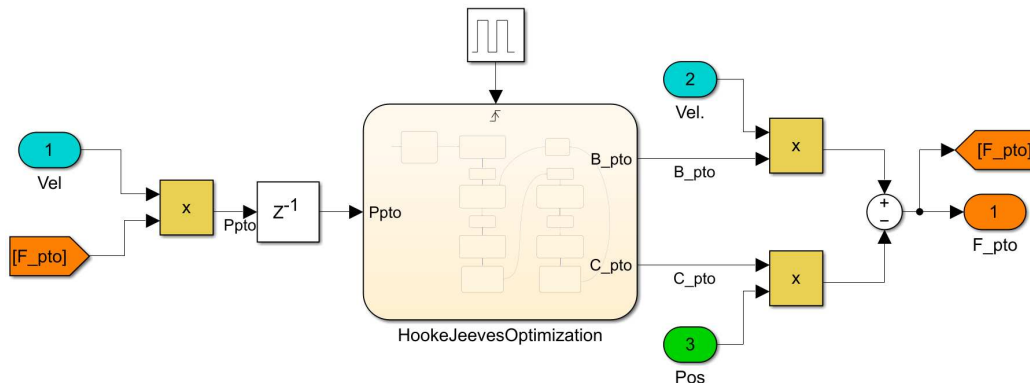 1
Vel
[F_pto]
x
Ppto
Z-1
Ppto
B_pto
C_pto
HookeJeevesOptimization
B_pto
C_pto
2
Vel.
x
x
3
Pos
+
−
[F_pto]
1
F_pto